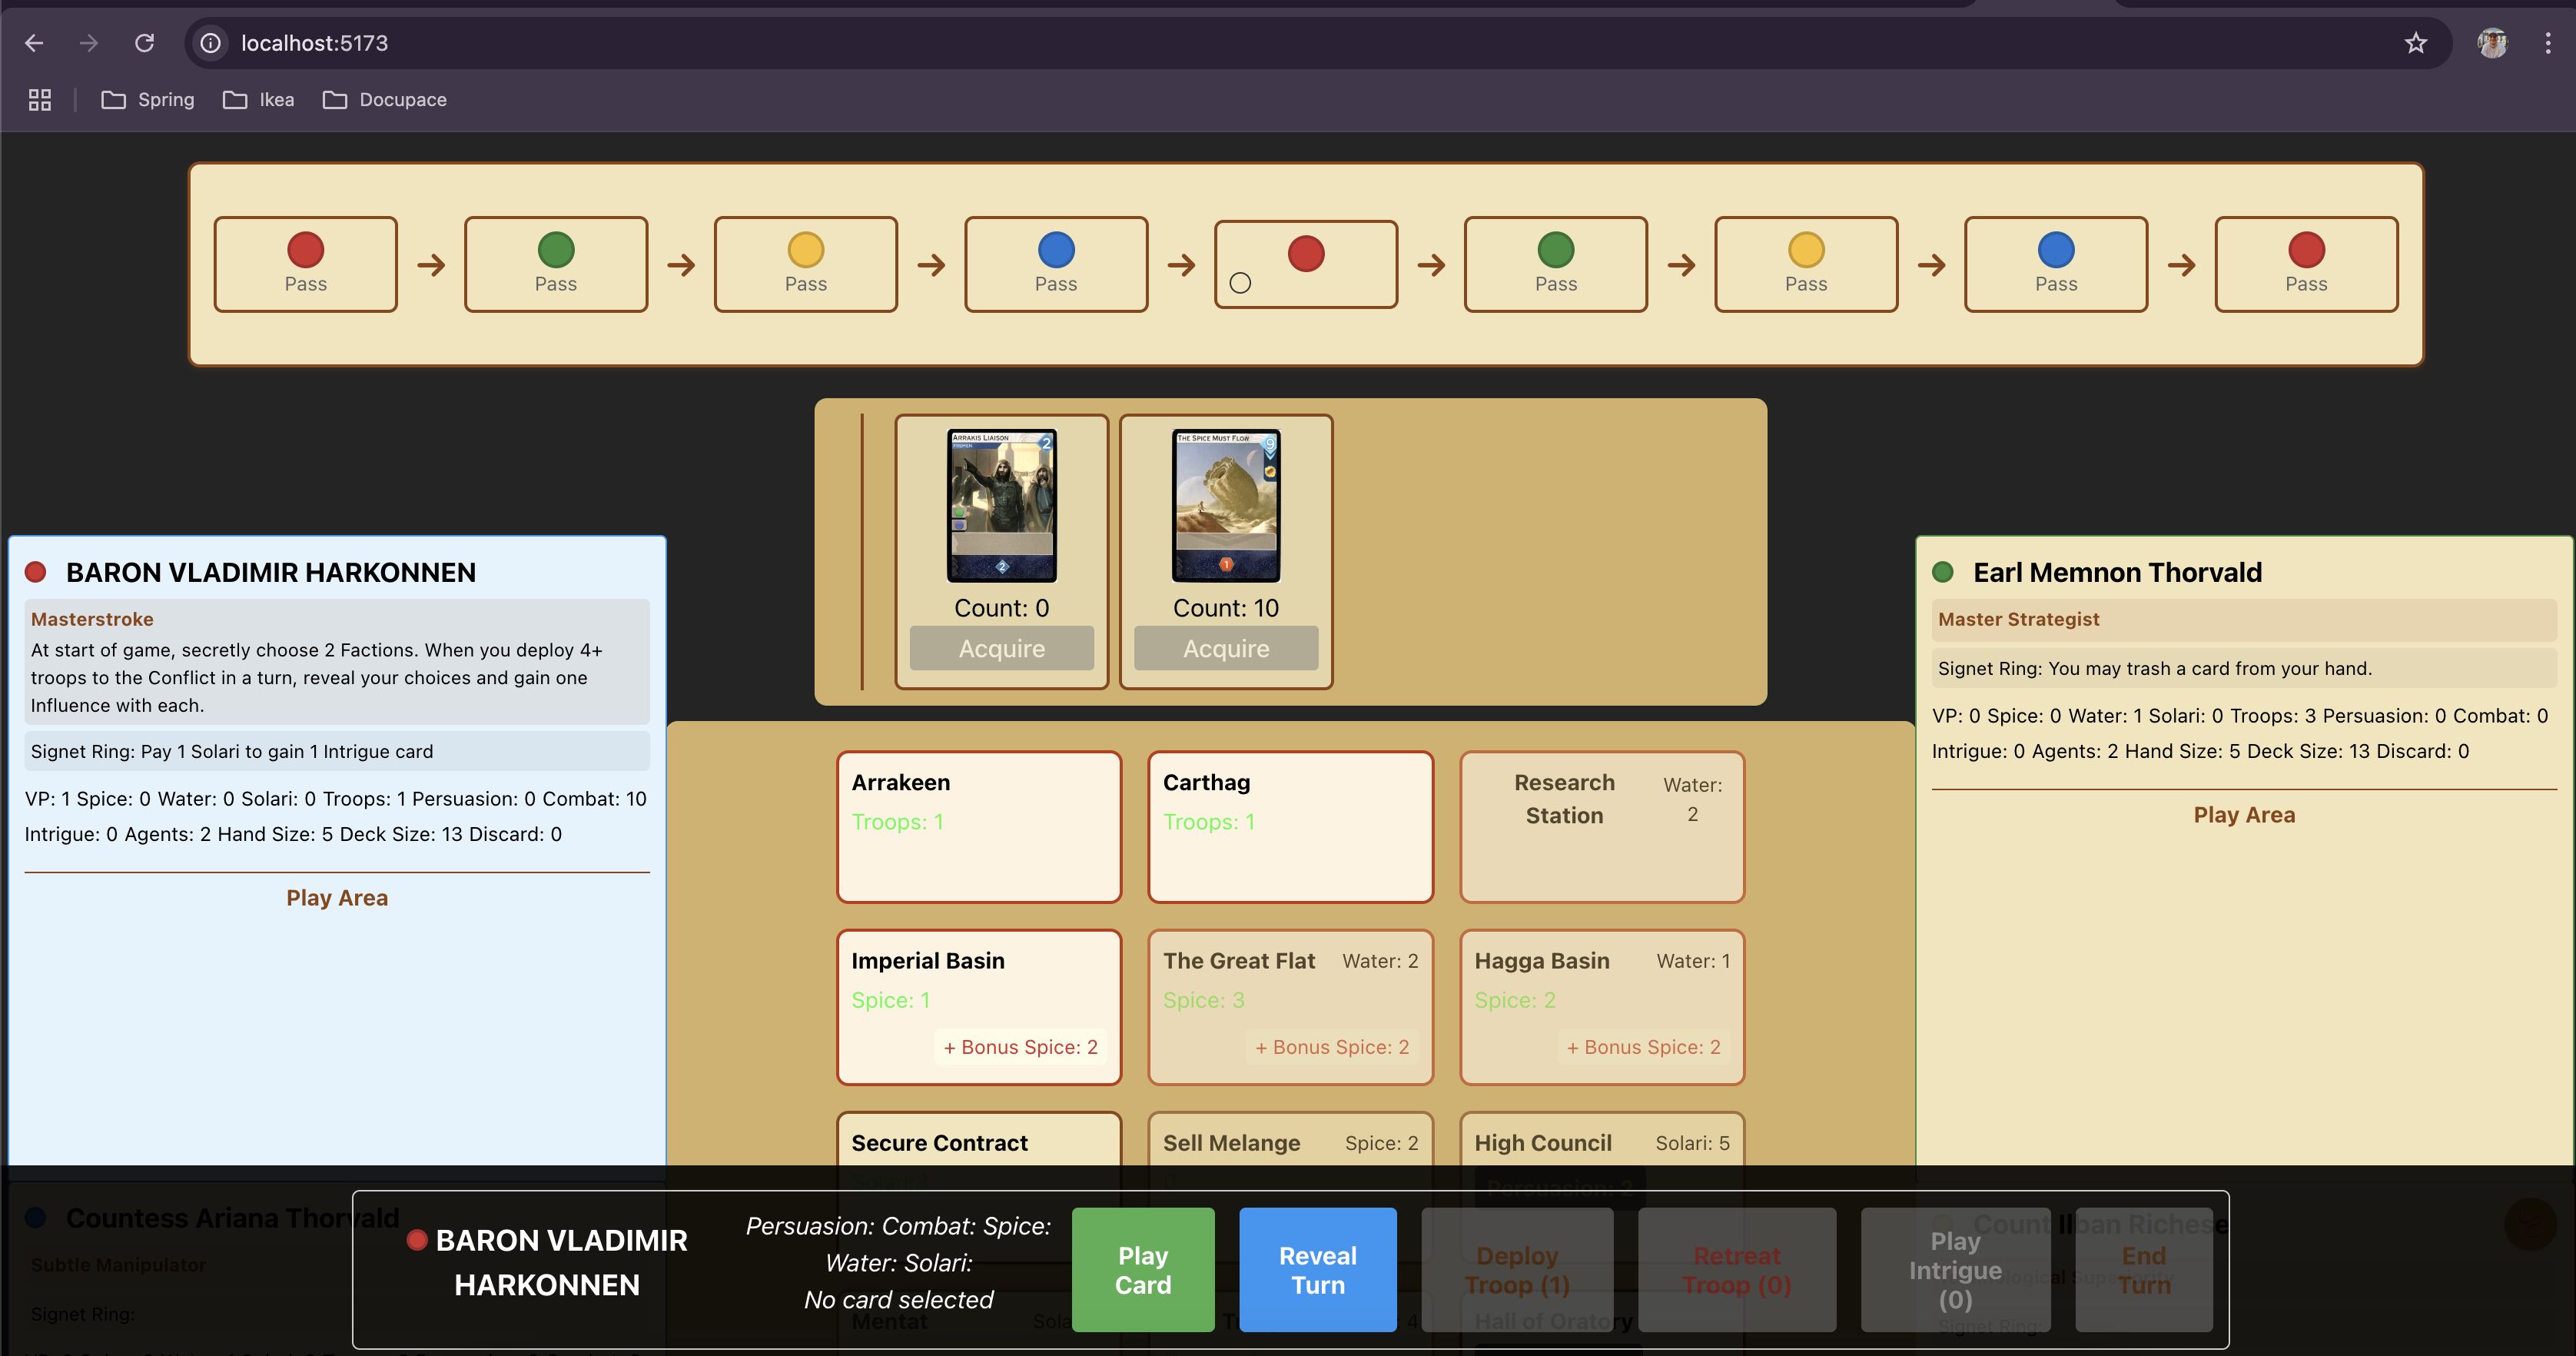 localhost:5173
Spring
Ikea
Docupace
Pass
Pass
Pass
Pass
Pass
Pass
Pass
Pass
ARRAKIS LIAISON
2
FREMEN
2
Count: 0
Acquire
THE SPICE MUST FLOW
9
1
Count: 10
Acquire
BARON VLADIMIR HARKONNEN
Masterstroke
At start of game, secretly choose 2 Factions. When you deploy 4+
troops to the Conflict in a turn, reveal your choices and gain one
Influence with each.
Signet Ring: Pay 1 Solari to gain 1 Intrigue card
VP: 1 Spice: 0 Water: 0 Solari: 0 Troops: 1 Persuasion: 0 Combat: 10
Intrigue: 0 Agents: 2 Hand Size: 5 Deck Size: 13 Discard: 0
Play Area
Arrakeen
Troops: 1
Carthag
Troops: 1
Research
Station
Water:
2
Imperial Basin
Spice: 1
+ Bonus Spice: 2
The Great Flat Water: 2
Spice: 3
+ Bonus Spice: 2
Hagga Basin Water: 1
Spice: 2
+ Bonus Spice: 2
Secure Contract
Sell Melange Spice: 2
High Council Solari: 5
Persuasion: 2
Earl Memnon Thorvald
Master Strategist
Signet Ring: You may trash a card from your hand.
VP: 0 Spice: 0 Water: 1 Solari: 0 Troops: 3 Persuasion: 0 Combat: 0
Intrigue: 0 Agents: 2 Hand Size: 5 Deck Size: 13 Discard: 0
Play Area
Countess Ariana Thorvald
Subtle Manipulator
Signet Ring:
Mentat
Hall of Oratory
Count Ilban Richese
Signet Ring:
BARON VLADIMIR
HARKONNEN
Persuasion: Combat: Spice:
Water: Solari:
No card selected
Play
Card
Reveal
Turn
Deploy
Troop (1)
Retreat
Troop (0)
Play
Intrigue
(0)
End
Turn